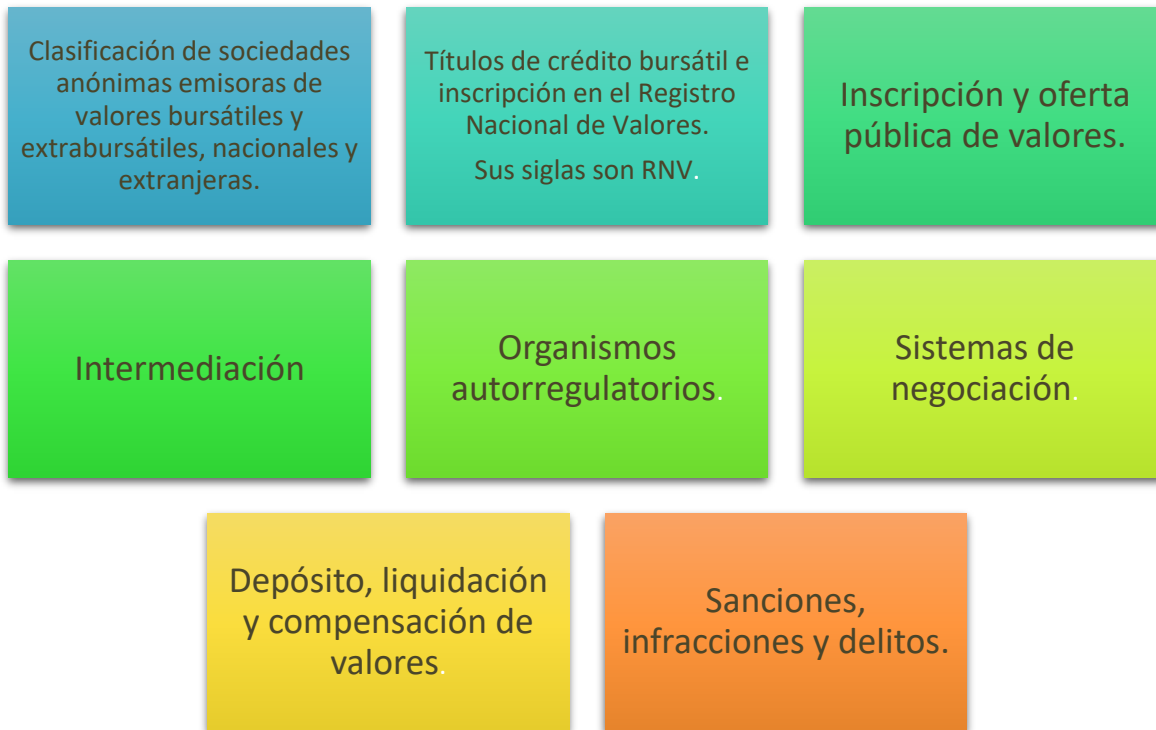 Clasificación de sociedades
anónimas emisoras de
valores bursátiles y
extrabursátiles, nacionales y
extranjeras.
Títulos de crédito bursátil e
inscripción en el Registro
Nacional de Valores.
Sus siglas son RNV.
Inscripción y oferta
pública de valores.
Intermediación
Organismos
autorregulatorios.
Sistemas de
negociación.
Depósito, liquidación
y compensación de
valores.
Sanciones,
infracciones y delitos.